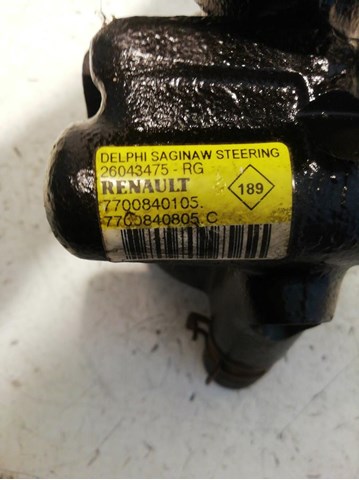 DELPHI SAGINAW STEERING
26043475 - RG
RENAULT
189
7700840105.
7700840805.C